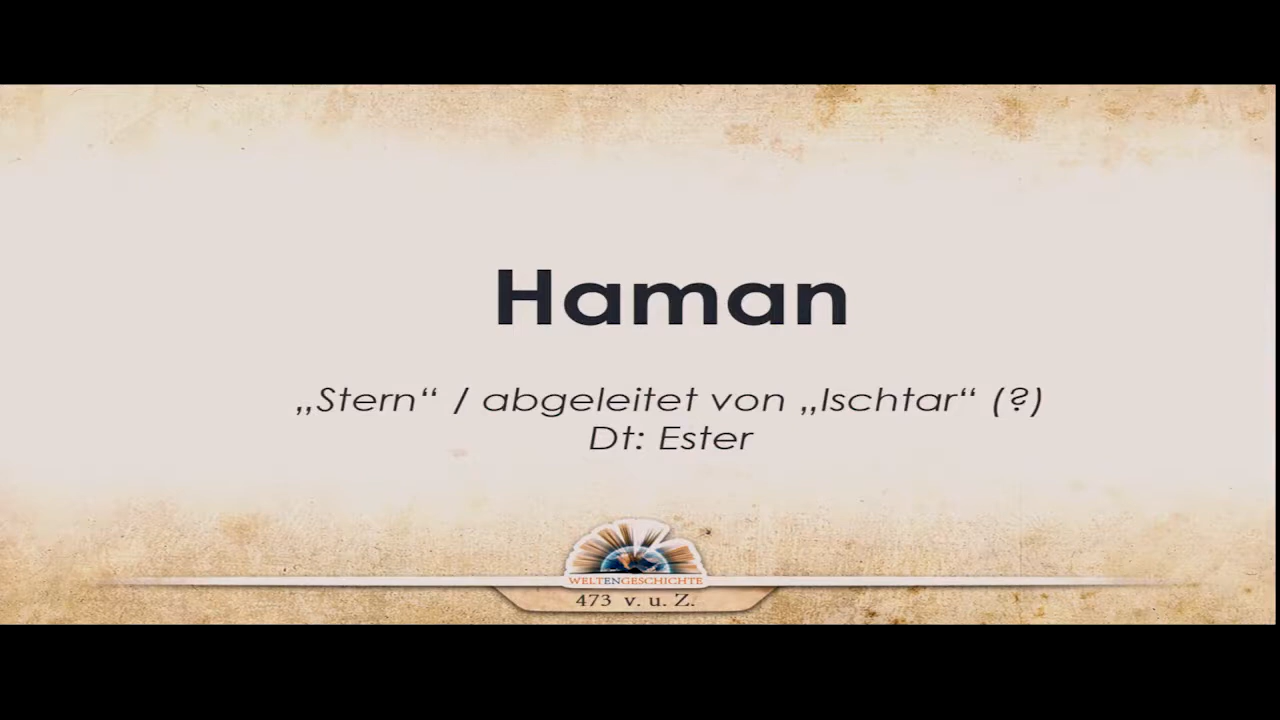 Haman
„Stern“ / abgeleitet von „Ischtar“ (?)
Dt: Ester
WELTENGESCHICHTE
473 v. u. Z.